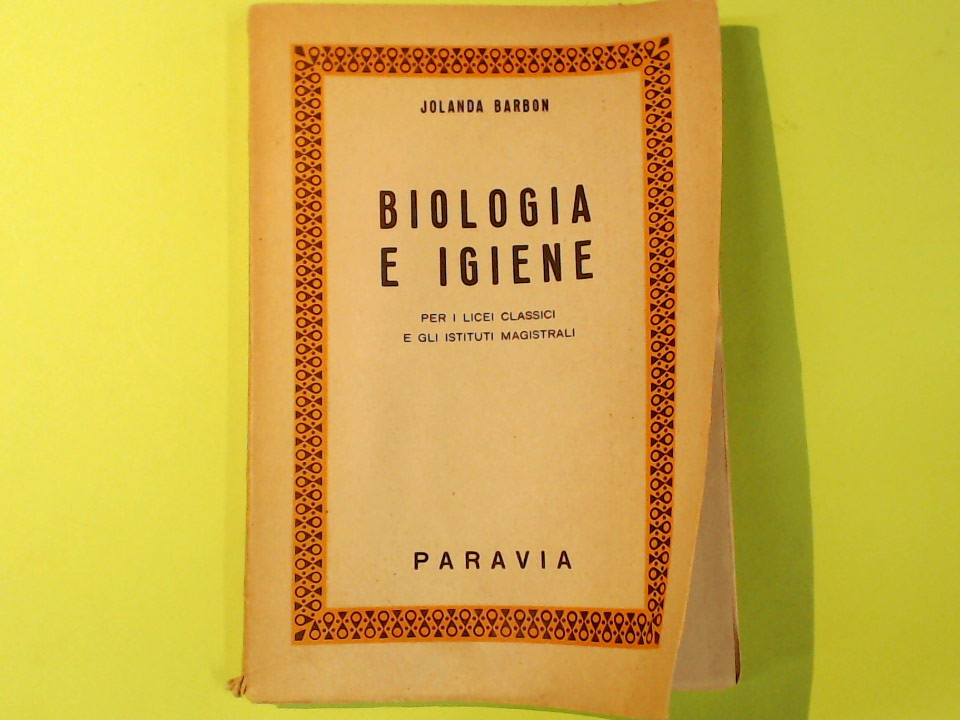 JOLANDA BARBON
BIOLOGIA
E IGIENE
PER I LICEI CLASSICI
E GLI ISTITUTI MAGISTRALI
PARAVIA